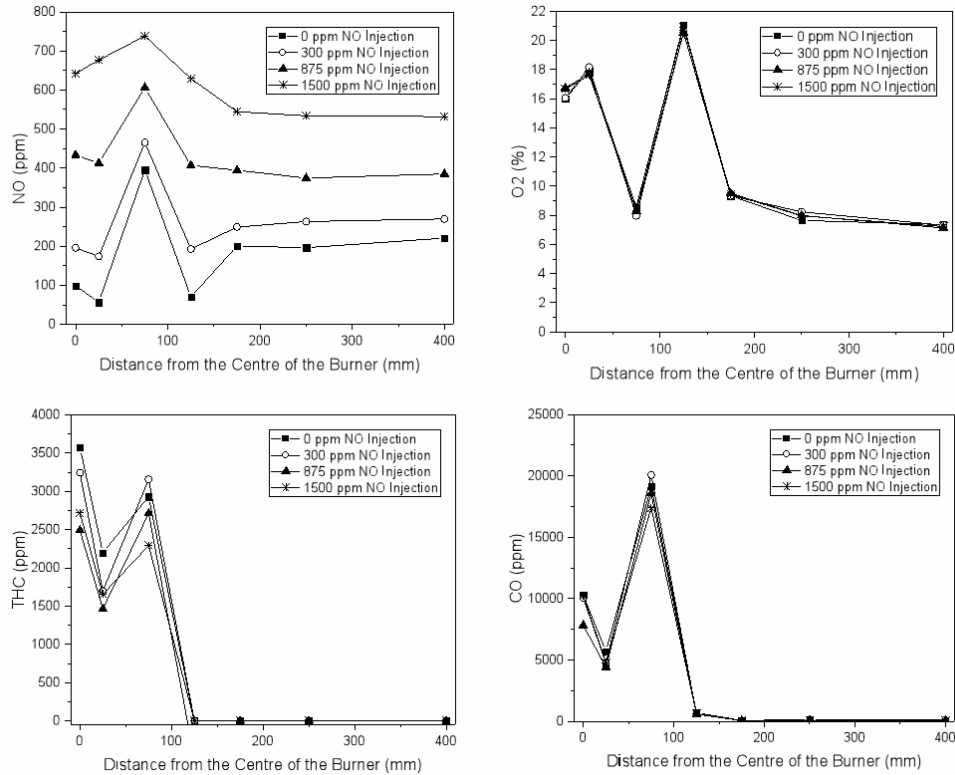 800
700
600
500
400
300
200
100
0
NO (ppm)
0 ppm NO Injection
300 ppm NO Injection
875 ppm NO Injection
1500 ppm NO Injection
0 100 200 300 400
Distance from the Centre of the Burner (mm)
22
20
18
16
14
12
10
8
6
4
2
0
O2 (%)
0 ppm NO Injection
300 ppm NO Injection
875 ppm NO Injection
1500 ppm NO Injection
0 100 200 300 400
Distance from the Centre of the Burner (mm)
4000
3500
3000
2500
2000
1500
1000
500
0
THC (ppm)
0 ppm NO Injection
300 ppm NO Injection
875 ppm NO Injection
1500 ppm NO Injection
0 100 200 300 400
Distance from the Centre of the Burner (mm)
25000
20000
15000
10000
5000
0
CO (ppm)
0 ppm NO Injection
300 ppm NO Injection
875 ppm NO Injection
1500 ppm NO Injection
0 100 200 300 400
Distance from the Centre of the Burner (mm)